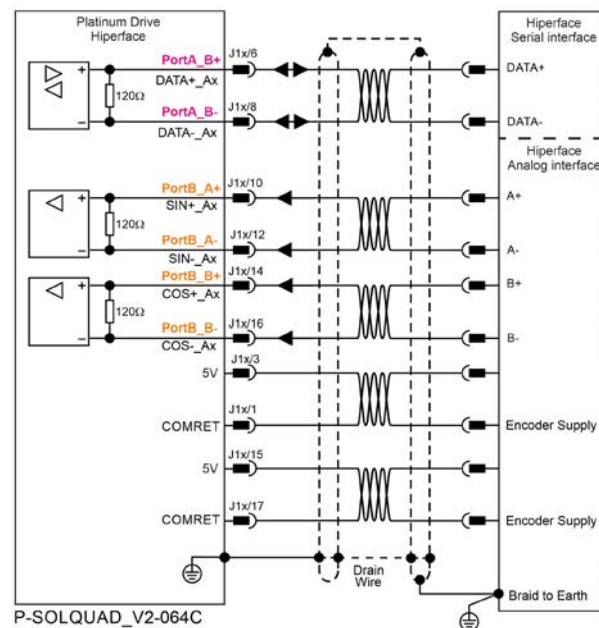 Platinum Drive
Hiperface
Hiperface
Serial interface
PortA_B+
J1x/6
DATA+_Ax
DATA+
120Ω
PortA_B-
J1x/8
DATA-_Ax
DATA-
Hiperface
Analog interface
PortB_A+
J1x/10
SIN+_Ax
A+
120Ω
PortB_A-
J1x/12
SIN-_Ax
A-
PortB_B+
J1x/14
COS+_Ax
B+
120Ω
PortB_B-
J1x/16
COS-_Ax
B-
5V
J1x/3
COMRET
J1x/1
Encoder Supply
5V
J1x/15
COMRET
J1x/17
Encoder Supply
Drain
Wire
Braid to Earth
P-SOLQUAD_V2-064C